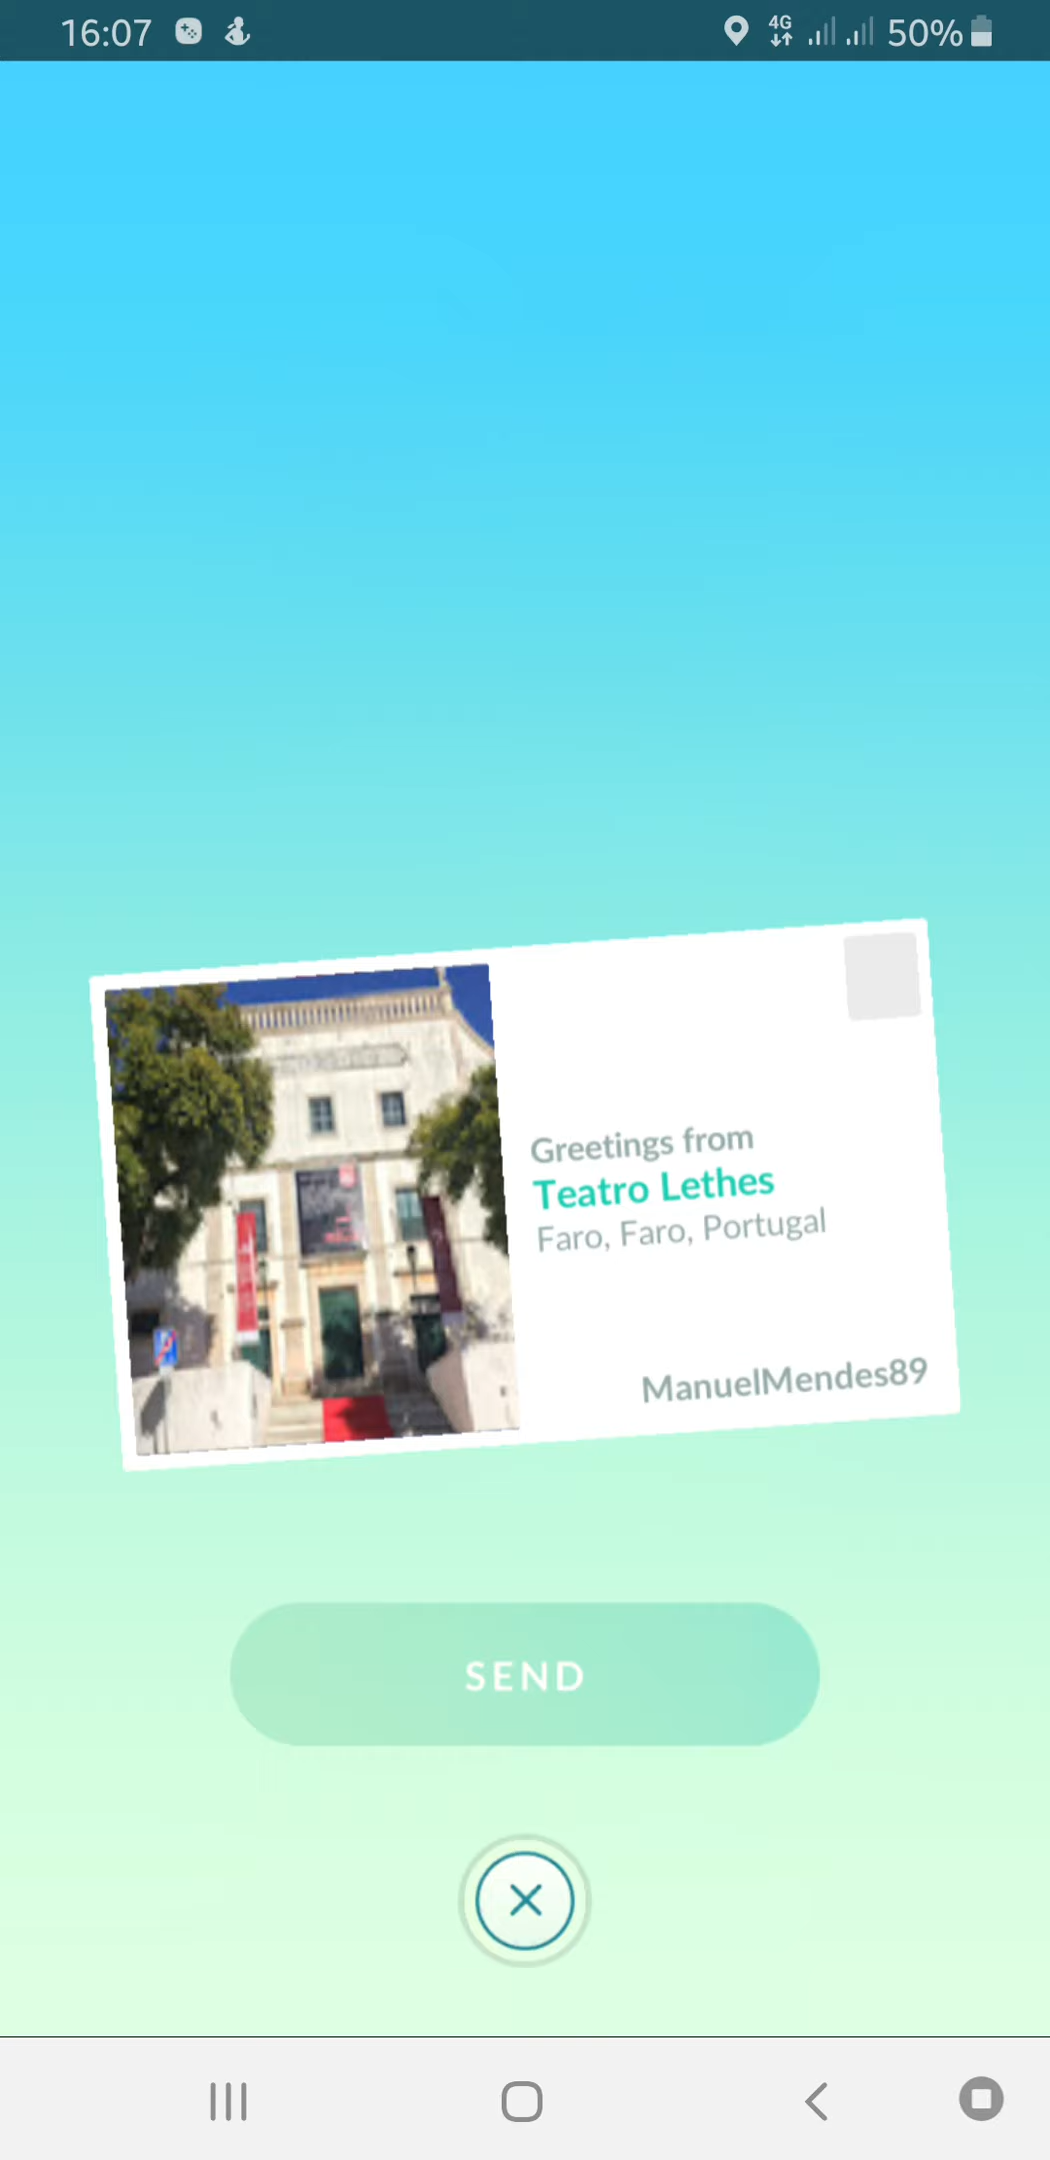 16:07
4G
50%
Greetings from
Teatro Lethes
Faro, Faro, Portugal
ManuelMendes89
SEND